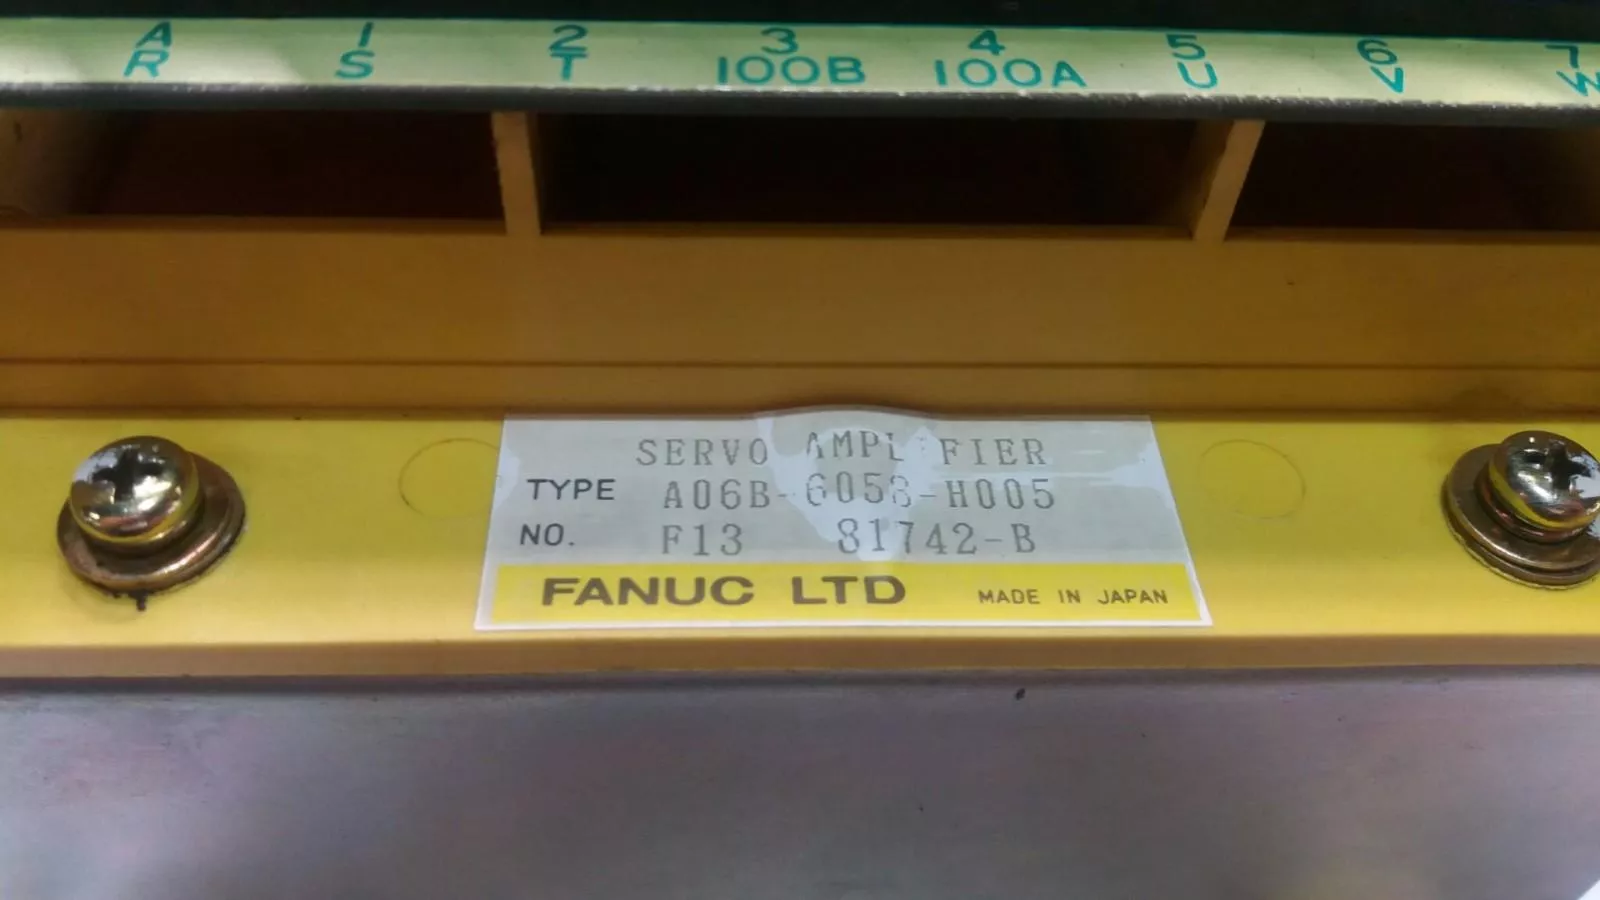 A 1 2 3 4 5 6 7
R S T 100B 100A U V W
SERVO AMPLIFIER
TYPE A06B-6058-H005
NO. F13 81742-B
FANUC LTD MADE IN JAPAN